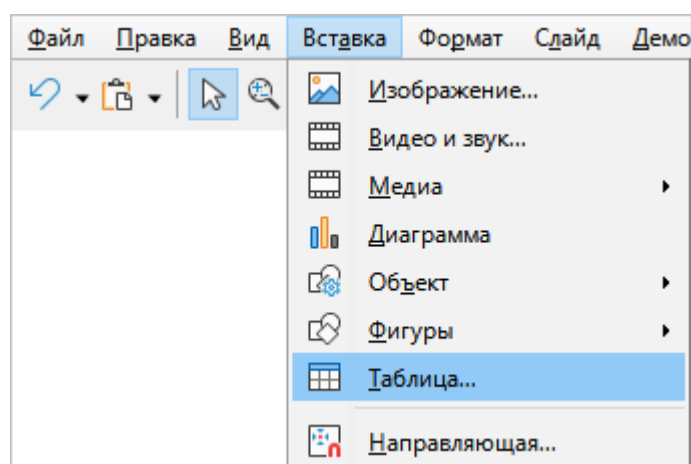 Файл Правка Вид Вставка Формат Слайд Демо
Изображение...
Видео и звук...
Медиа
Диаграмма
Объект
Фигуры
Таблица...
Направляющая...